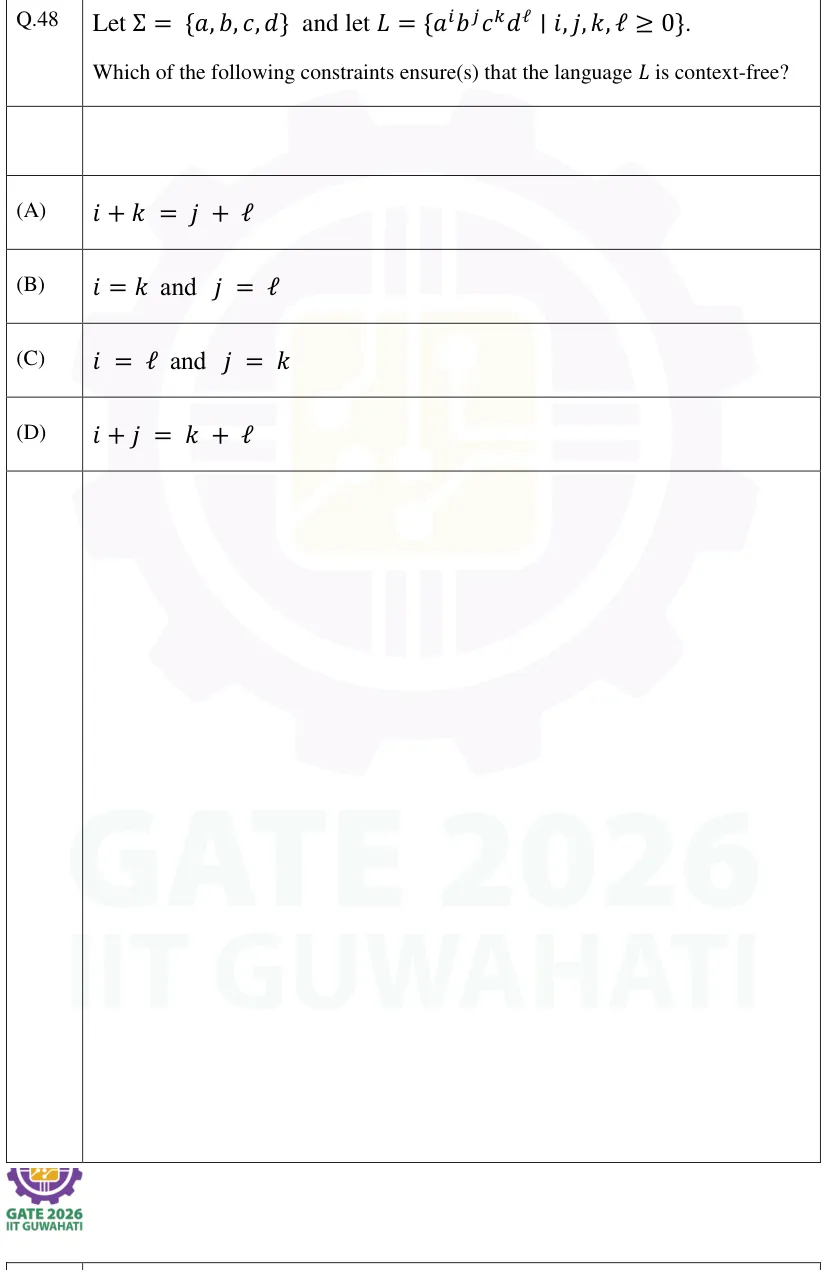 Q.48 Let Σ = {𝑎, 𝑏, 𝑐, 𝑑} and let 𝐿 = {𝑎ⁱ𝑏ʲ𝑐ᵏ𝑑^ℓ ∣ 𝑖, 𝑗, 𝑘, ℓ ≥ 0}.
Which of the following constraints ensure(s) that the language 𝐿 is context-free?
(A) 𝑖 + 𝑘 = 𝑗 + ℓ
(B) 𝑖 = 𝑘 and 𝑗 = ℓ
(C) 𝑖 = ℓ and 𝑗 = 𝑘
(D) 𝑖 + 𝑗 = 𝑘 + ℓ
GATE 2026
IIT GUWAHATI
GATE 2026
IIT GUWAHATI